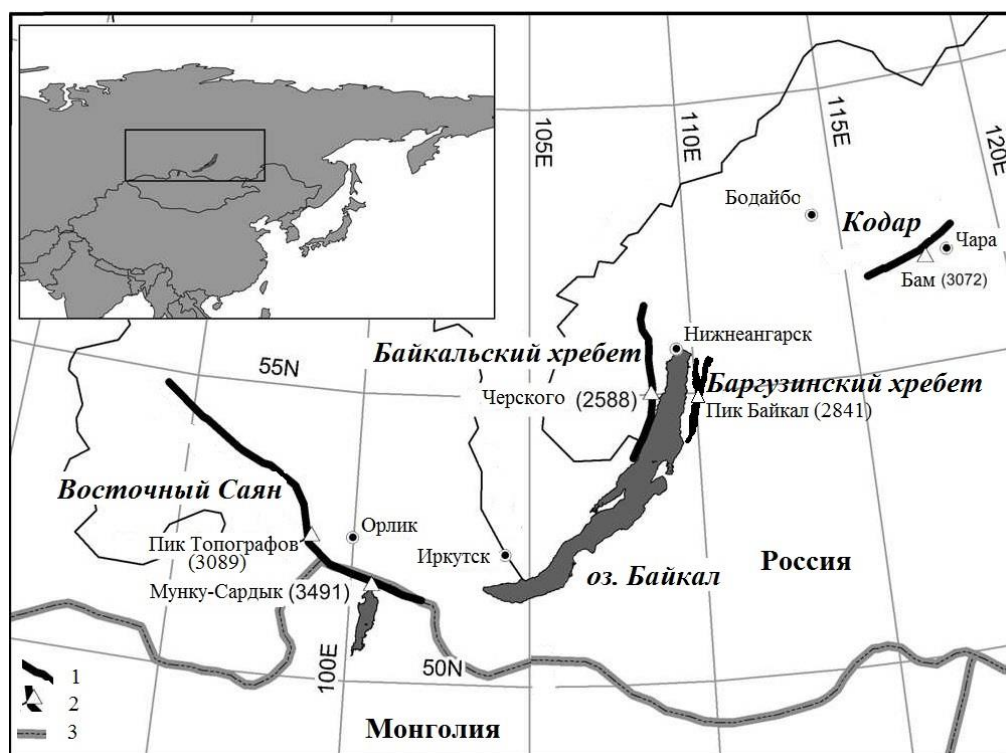 105E
110E
115E
120E
Бодайбо
Кодар
Чара
Бам (3072)
Нижнеангарск
Байкальский хребет
55N
Баргузинский хребет
Черского (2588)
Пик Байкал (2841)
Восточный Саян
Орлик
Пик Топографов
(3089)
Иркутск
Россия
оз. Байкал
Мунку-Сардык (3491)
100E
50N
1
2
3
Монголия